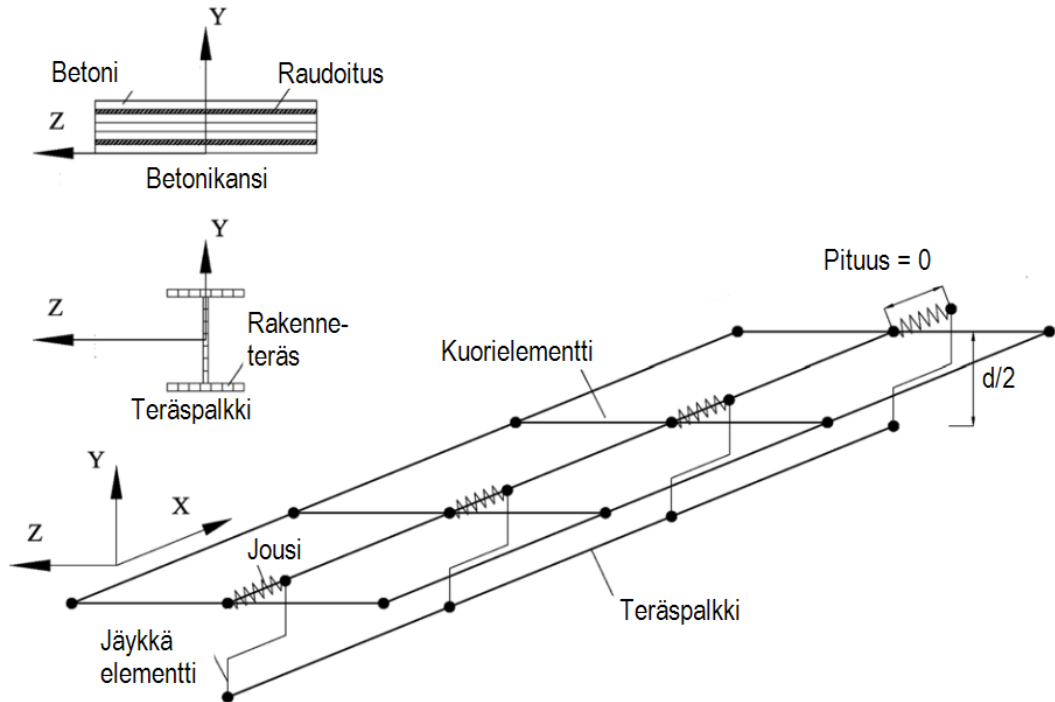 Y
Betoni
Raudoitus
Z
Betonikansi
Y
Z
Rakenne-
teräs
Teräspalkki
Pituus = 0
Kuorielementti
d/2
Y
X
Z
Jousi
Teräspalkki
Jäykkä
elementti